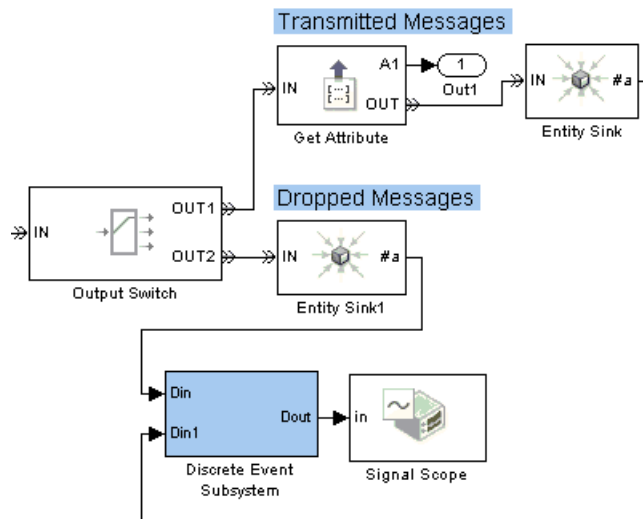 Transmitted Messages
IN
A1
OUT
Get Attribute
1
Out1
IN
#a
Entity Sink
IN
OUT1
OUT2
Output Switch
Dropped Messages
IN
#a
Entity Sink1
Din
Din1
Dout
Discrete Event
Subsystem
in
Signal Scope